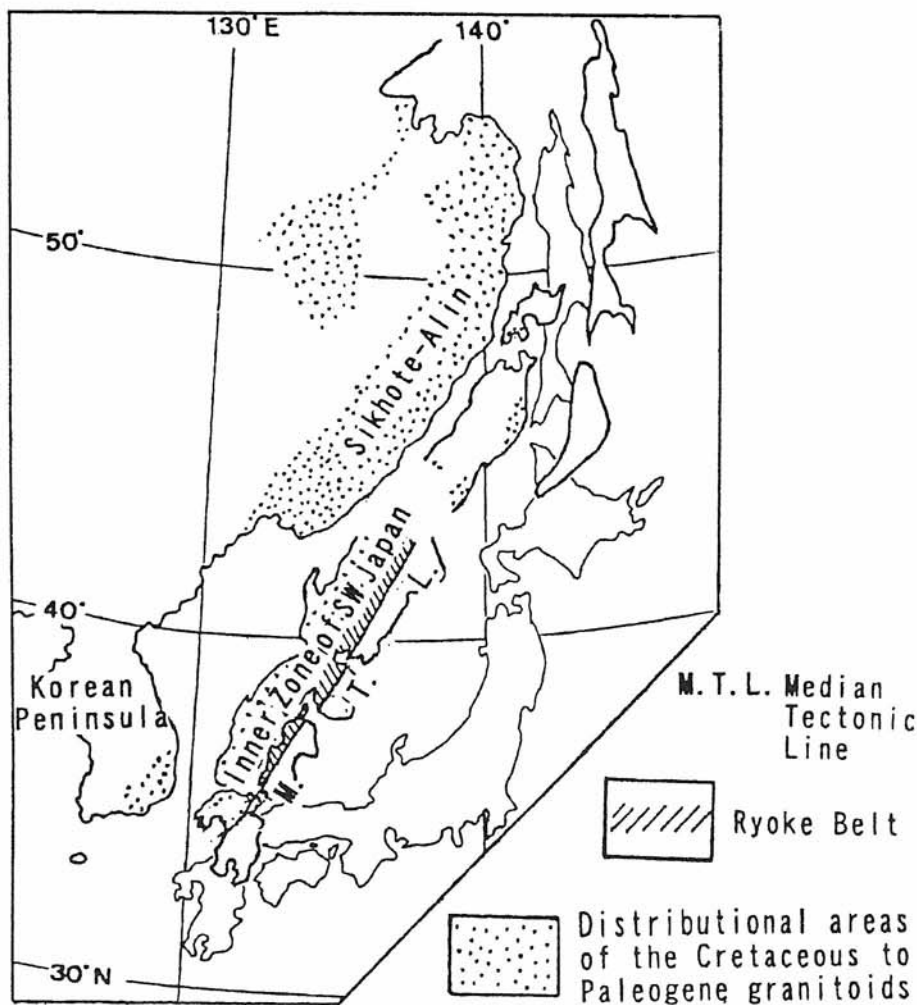 130°E
140°
50°
Sikhote-Alin
Inner Zone of SW Japan
40°
Korean
Peninsula
M. T. L.
30°N
M. T. L. Median
Tectonic
Line
Ryoke Belt
Distributional areas
of the Cretaceous to
Paleogene granitoids